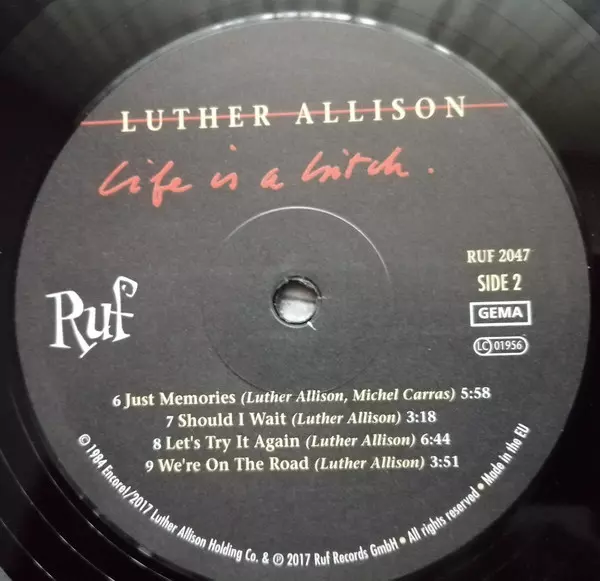 LUTHER ALLISON
Life is a bitch.
Ruf
RUF 2047
SIDE 2
GEMA
LC 01956
6 Just Memories (Luther Allison, Michel Carras) 5:58
7 Should I Wait (Luther Allison) 3:18
8 Let's Try It Again (Luther Allison) 6:44
9 We're On The Road (Luther Allison) 3:51
© 1984 Encore!/2017 Luther Allison Holding Co. & ℗ 2017 Ruf Records GmbH • All rights reserved • Made in the EU